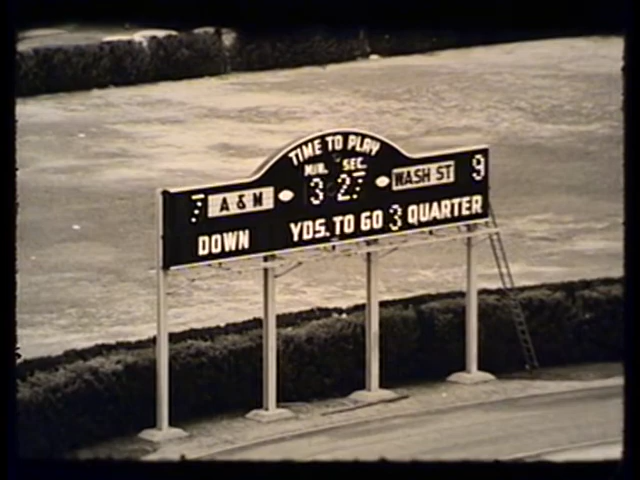 TIME TO PLAY
MIN. SEC.
7 A & M 3 27 WASH ST 9
DOWN YDS. TO GO 3 QUARTER